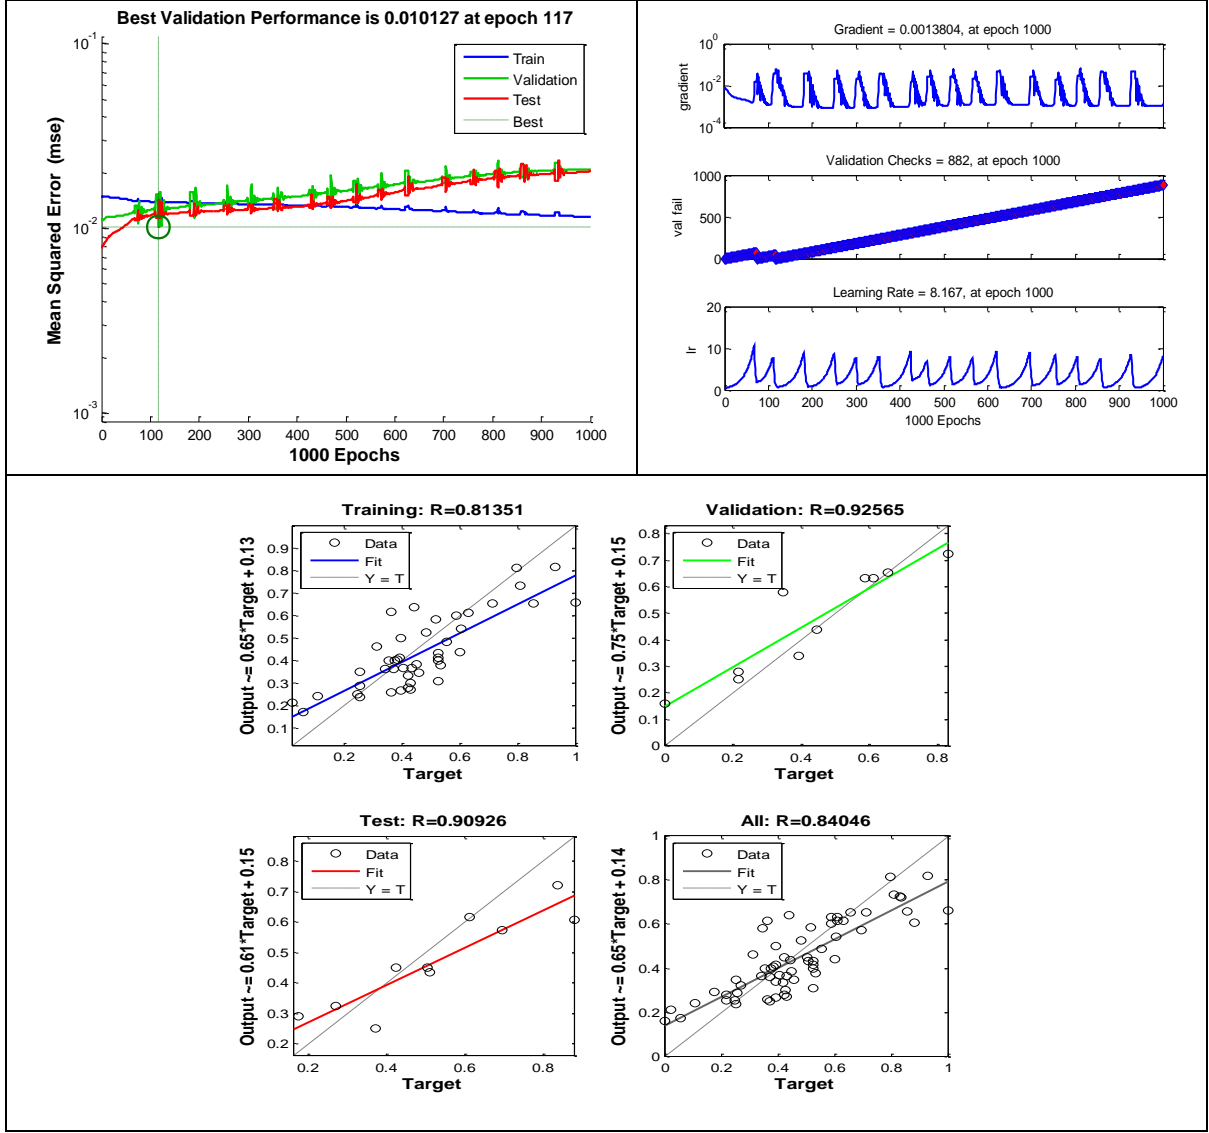 Best Validation Performance is 0.010127 at epoch 117
Mean Squared Error (mse)
10^-1
10^-2
10^-3
Train
Validation
Test
Best
0 100 200 300 400 500 600 700 800 900 1000
1000 Epochs
Gradient = 0.0013804, at epoch 1000
gradient
10^0
10^-2
10^-4
Validation Checks = 882, at epoch 1000
val fail
1000
500
0
Learning Rate = 8.167, at epoch 1000
lr
20
10
0
0 100 200 300 400 500 600 700 800 900 1000
1000 Epochs
Training: R=0.81351
Output ~= 0.65*Target + 0.13
0.9
0.8
0.7
0.6
0.5
0.4
0.3
0.2
0.1
Data
Fit
Y = T
0.2 0.4 0.6 0.8 1
Target
Validation: R=0.92565
Output ~= 0.75*Target + 0.15
0.8
0.7
0.6
0.5
0.4
0.3
0.2
0.1
0
Data
Fit
Y = T
0 0.2 0.4 0.6 0.8
Target
Test: R=0.90926
Output ~= 0.61*Target + 0.15
0.8
0.7
0.6
0.5
0.4
0.3
0.2
Data
Fit
Y = T
0.2 0.4 0.6 0.8
Target
All: R=0.84046
Output ~= 0.65*Target + 0.14
1
0.8
0.6
0.4
0.2
0
Data
Fit
Y = T
0 0.2 0.4 0.6 0.8 1
Target